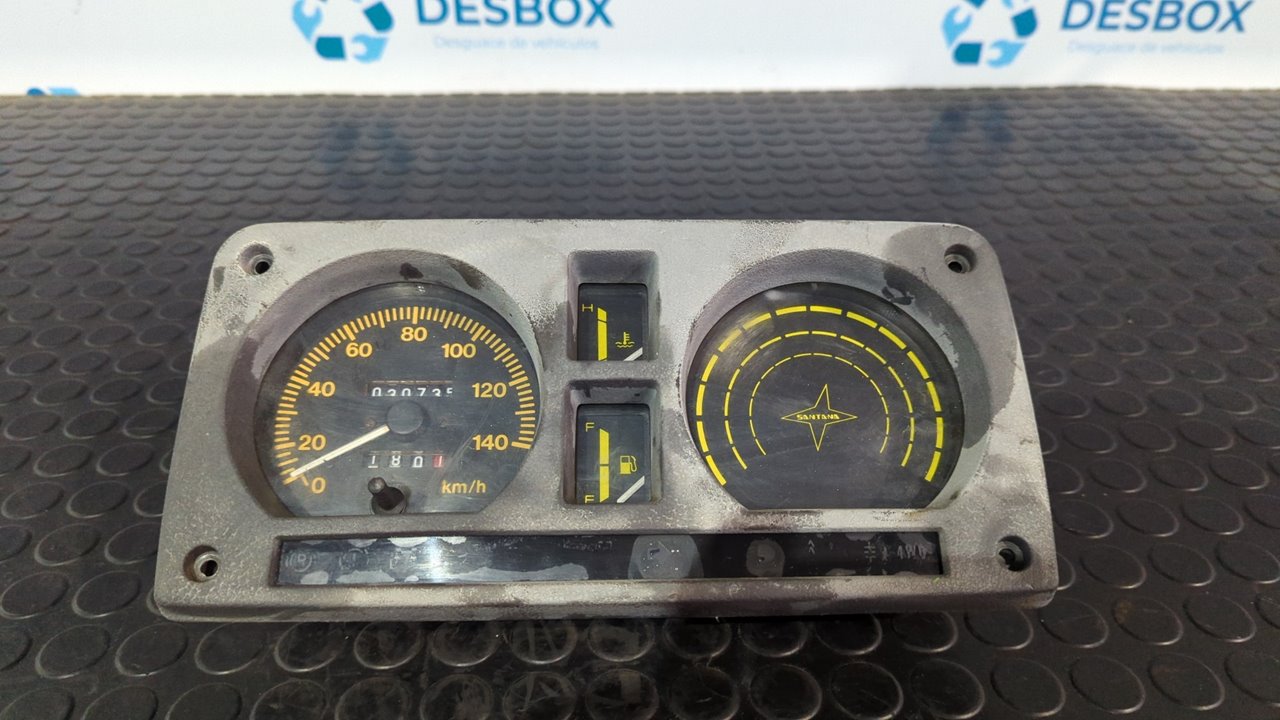 DESBOX
Desguace de vehículos
DESBOX
Desguace de vehículos
0
20
40
60
80
100
120
140
km/h
030735
1801
H
F
F
SANTANA
(P)